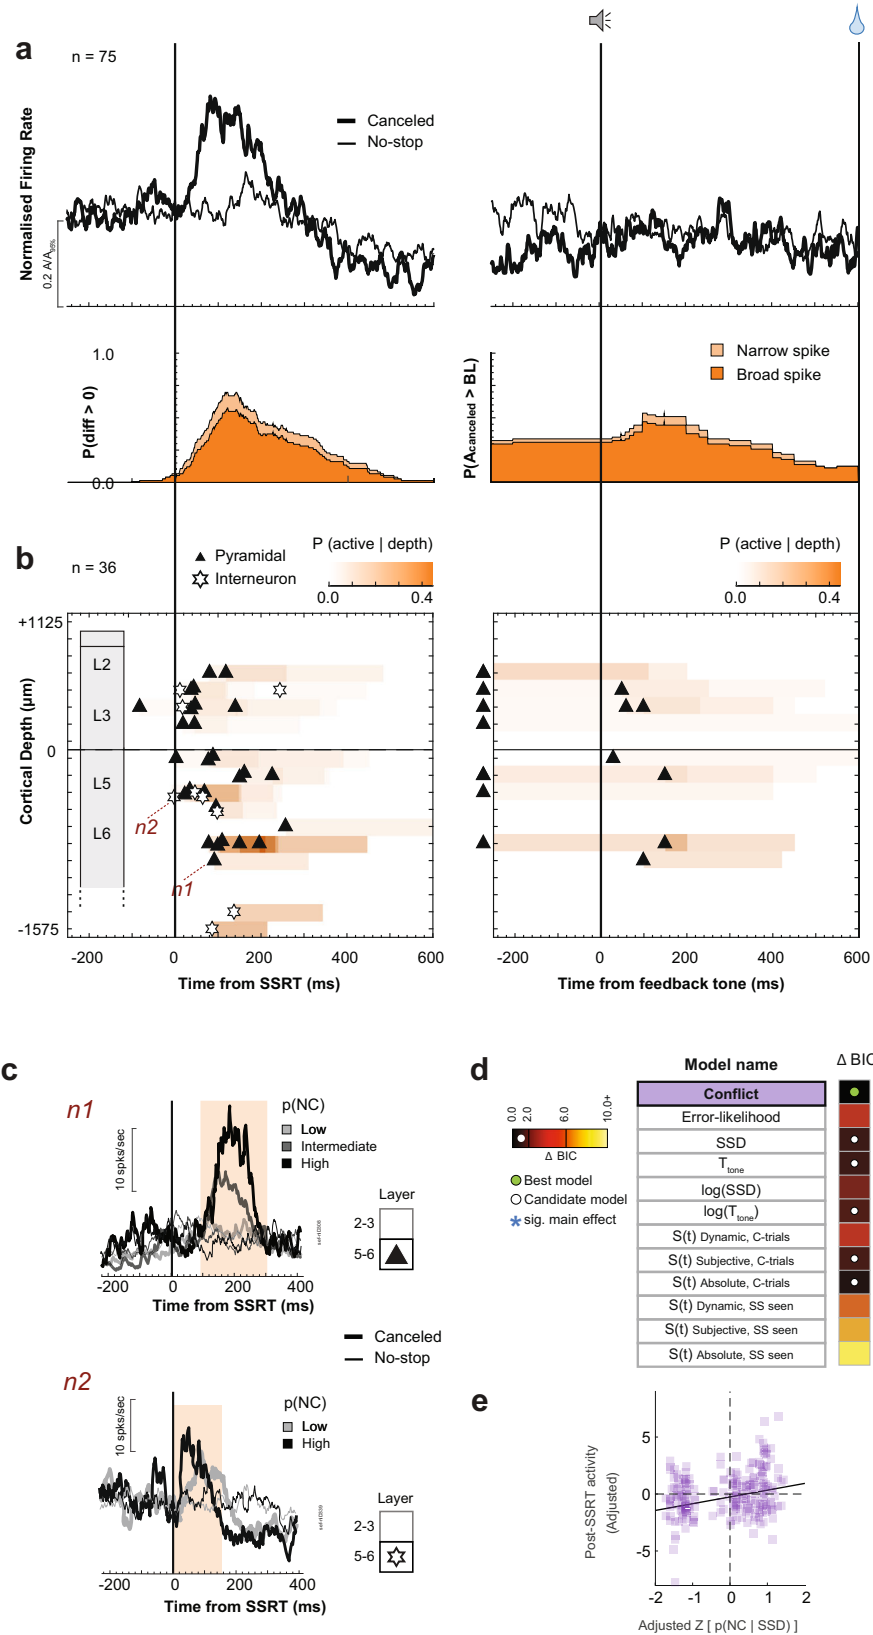 a
n = 75
Normalised Firing Rate
0.2 A/A99%
Canceled
No-stop
1.0
P(diff > 0)
0.0
P(Acanceled > BL)
Narrow spike
Broad spike
b
n = 36
Pyramidal
Interneuron
P (active | depth)
0.0 0.4
P (active | depth)
0.0 0.4
+1125
L2
L3
0
L5
L6
Cortical Depth (μm)
n2
n1
-1575
-200 0 200 400 600
Time from SSRT (ms)
-200 0 200 400 600
Time from feedback tone (ms)
c
n1
10 spks/sec
p(NC)
Low
Intermediate
High
-200 0 200 400
Time from SSRT (ms)
Layer
2-3
5-6
Canceled
No-stop
n2
10 spks/sec
p(NC)
Low
High
-200 0 200 400
Time from SSRT (ms)
Layer
2-3
5-6
d
0.0 2.0 6.0 10.0+
Δ BIC
Best model
Candidate model
* sig. main effect
Model name
Δ BIC
Conflict
Error-likelihood
SSD
Ttone
log(SSD)
log(Ttone)
S(t) Dynamic, C-trials
S(t) Subjective, C-trials
S(t) Absolute, C-trials
S(t) Dynamic, SS seen
S(t) Subjective, SS seen
S(t) Absolute, SS seen
e
Post-SSRT activity
(Adjusted)
5
0
-5
-2 -1 0 1 2
Adjusted Z [ p(NC | SSD) ]